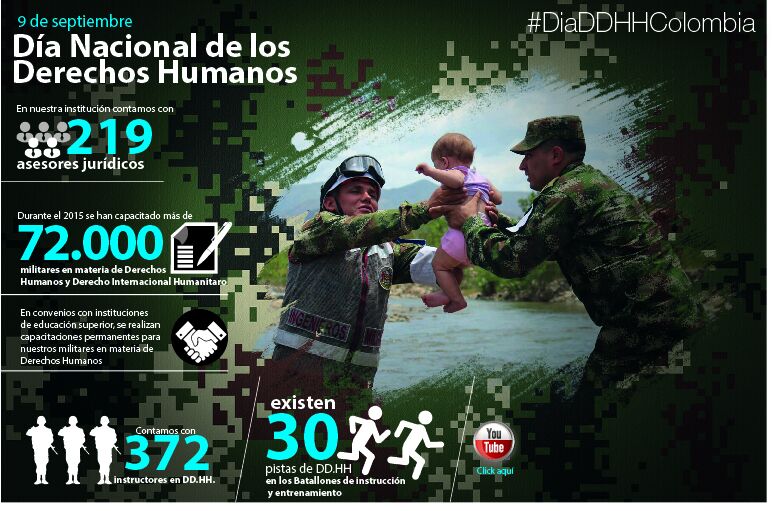 9 de septiembre
Día Nacional de los
Derechos Humanos
#DiaDDHHColombia
En nuestra institución contamos con
219
asesores jurídicos
Durante el 2015 se han capacitado más de
72.000
militares en materia de Derechos
Humanos y Derecho Internacional Humanitaro
En convenios con instituciones
de educación superior, se realizan
capacitaciones permanentes para
nuestros militares en materia de
Derechos Humanos
INGENIEROS
Contamos con
372
instructores en DD.HH.
existen
30
pistas de DD.HH
en los Batallones de instrucción
y entrenamiento
You
Tube
Click aquí